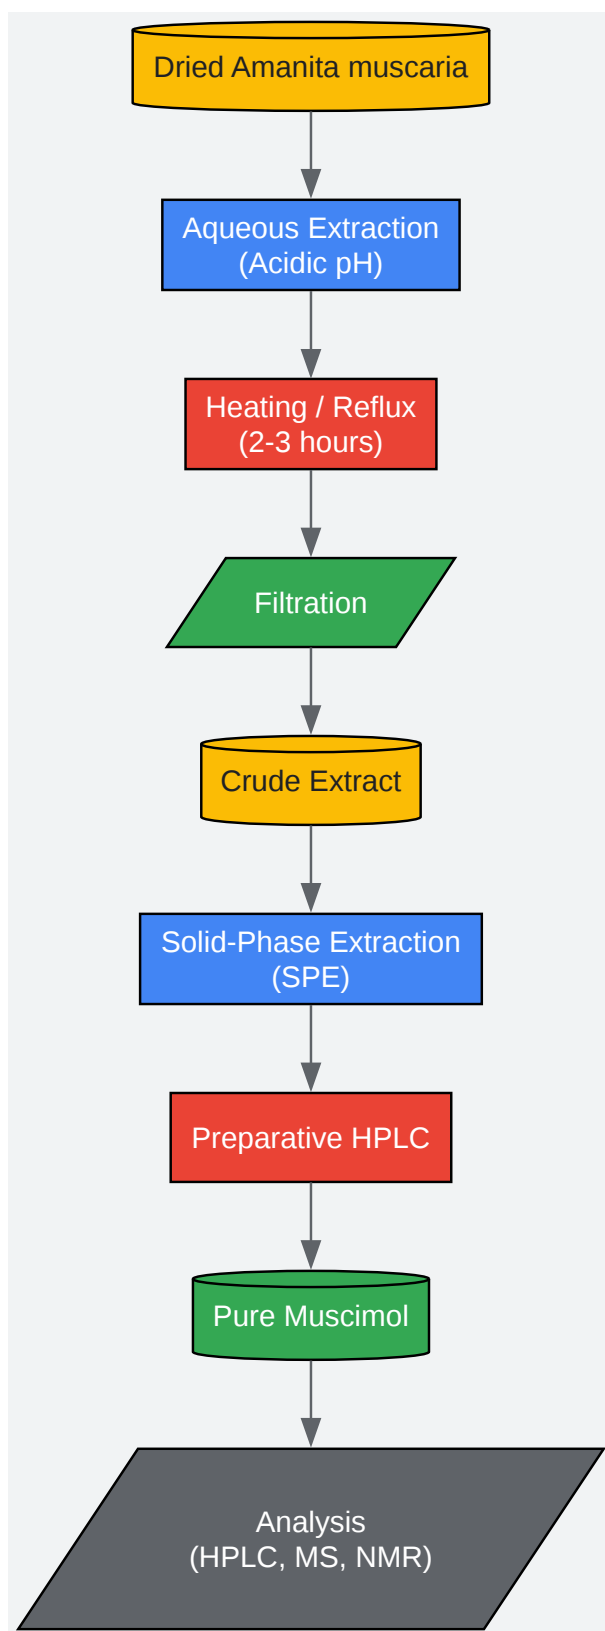 Dried Amanita muscaria
Aqueous Extraction
(Acidic pH)
Heating / Reflux
(2-3 hours)
Filtration
Crude Extract
Solid-Phase Extraction
(SPE)
Preparative HPLC
Pure Muscimol
Analysis
(HPLC, MS, NMR)